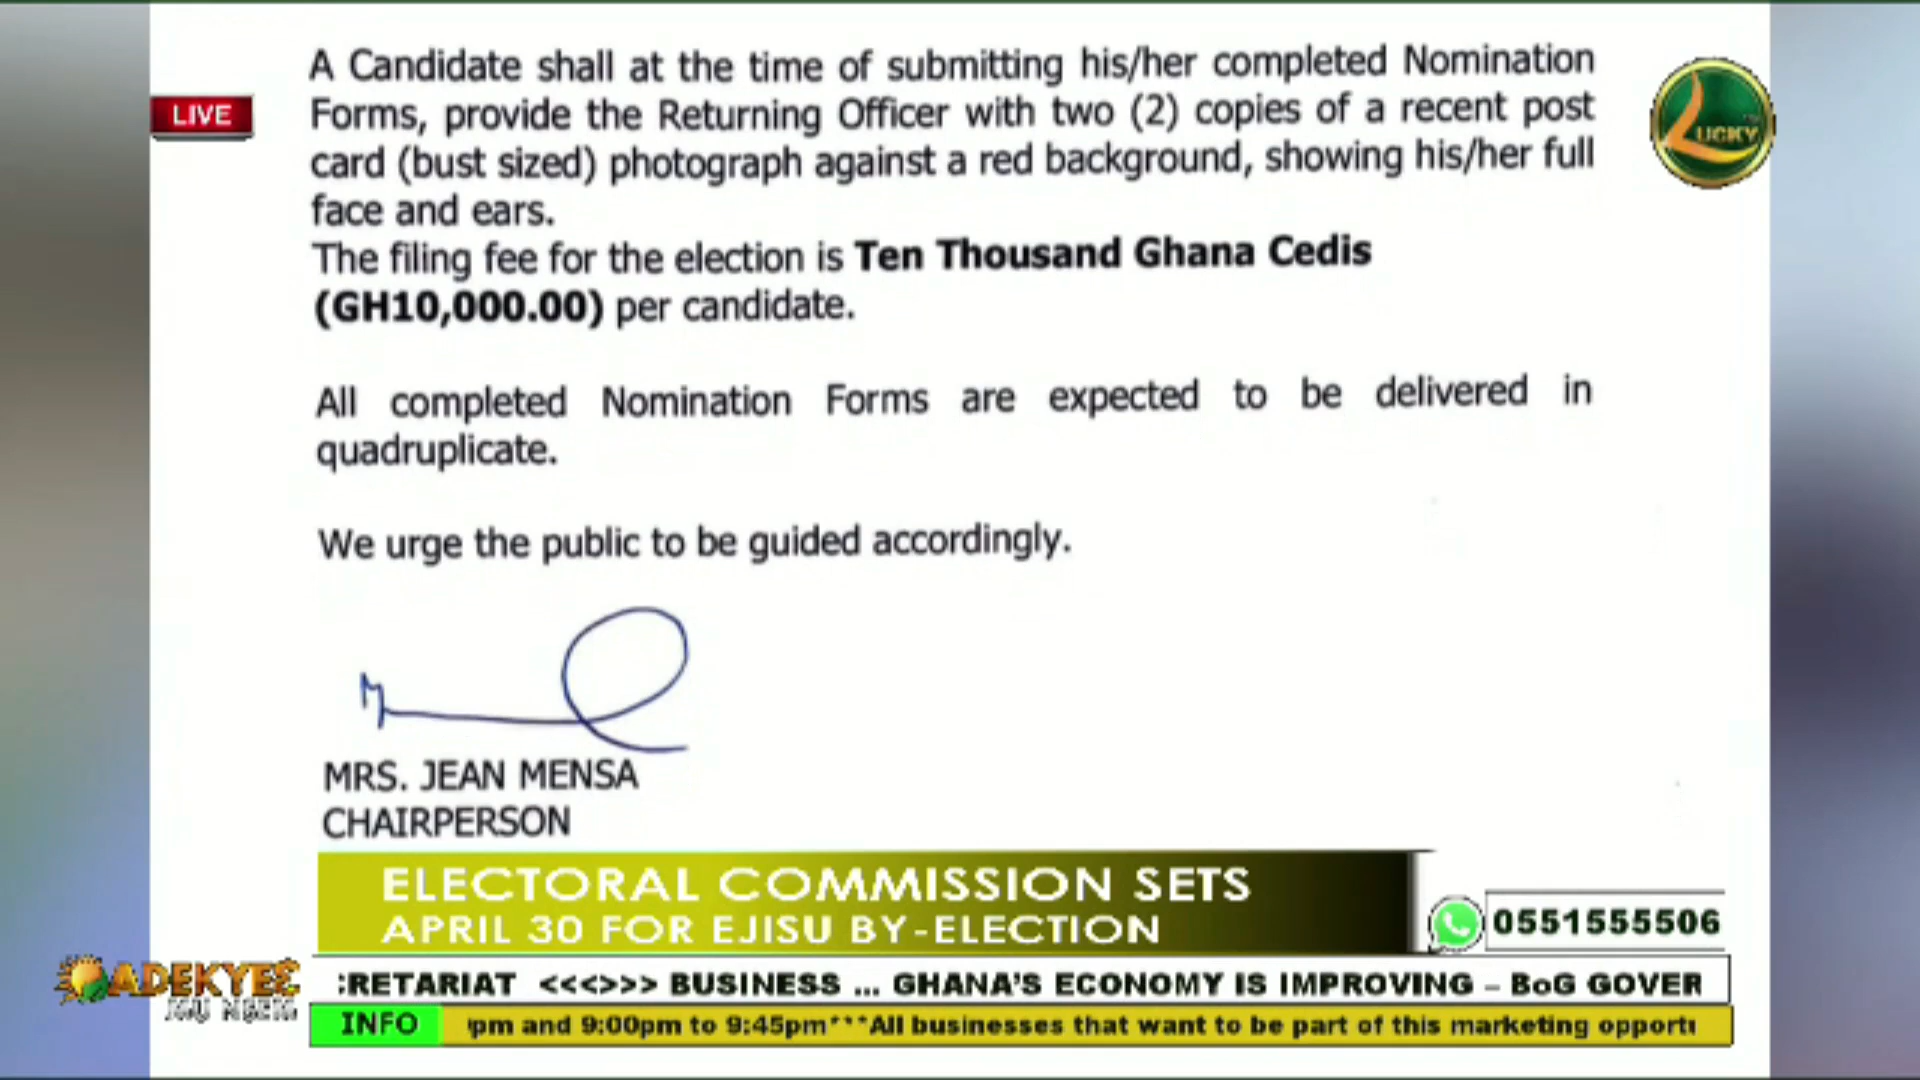 A Candidate shall at the time of submitting his/her completed Nomination
Forms, provide the Returning Officer with two (2) copies of a recent post
card (bust sized) photograph against a red background, showing his/her full
face and ears.
The filing fee for the election is Ten Thousand Ghana Cedis
(GH10,000.00) per candidate.
All completed Nomination Forms are expected to be delivered in
quadruplicate.
We urge the public to be guided accordingly.
MRS. JEAN MENSA
CHAIRPERSON
LIVE
LUCKY
ELECTORAL COMMISSION SETS
APRIL 30 FOR EJISU BY-ELECTION
0551555506
ADEKYEƐ
:RETARIAT <<<>>> BUSINESS ... GHANA'S ECONOMY IS IMPROVING – BoG GOVER
INFO
pm and 9:00pm to 9:45pm***All businesses that want to be part of this marketing opportu